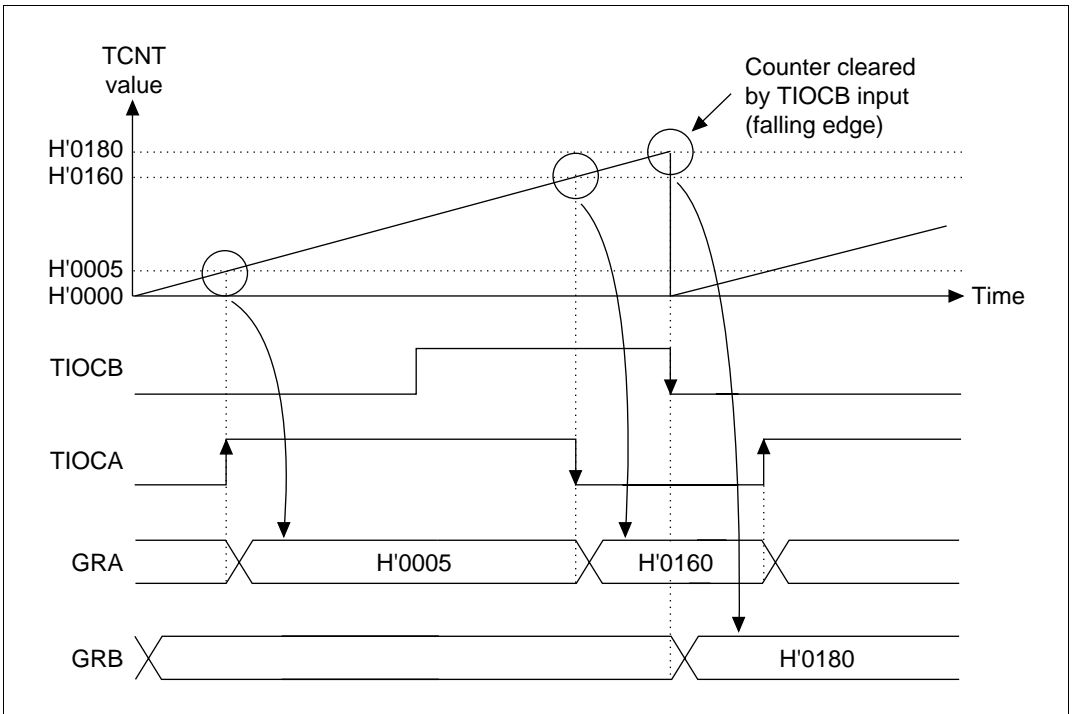 TCNT
value
Counter cleared
by TIOCB input
(falling edge)
H'0180
H'0160
H'0005
H'0000
Time
TIOCB
TIOCA
GRA
H'0005
H'0160
GRB
H'0180